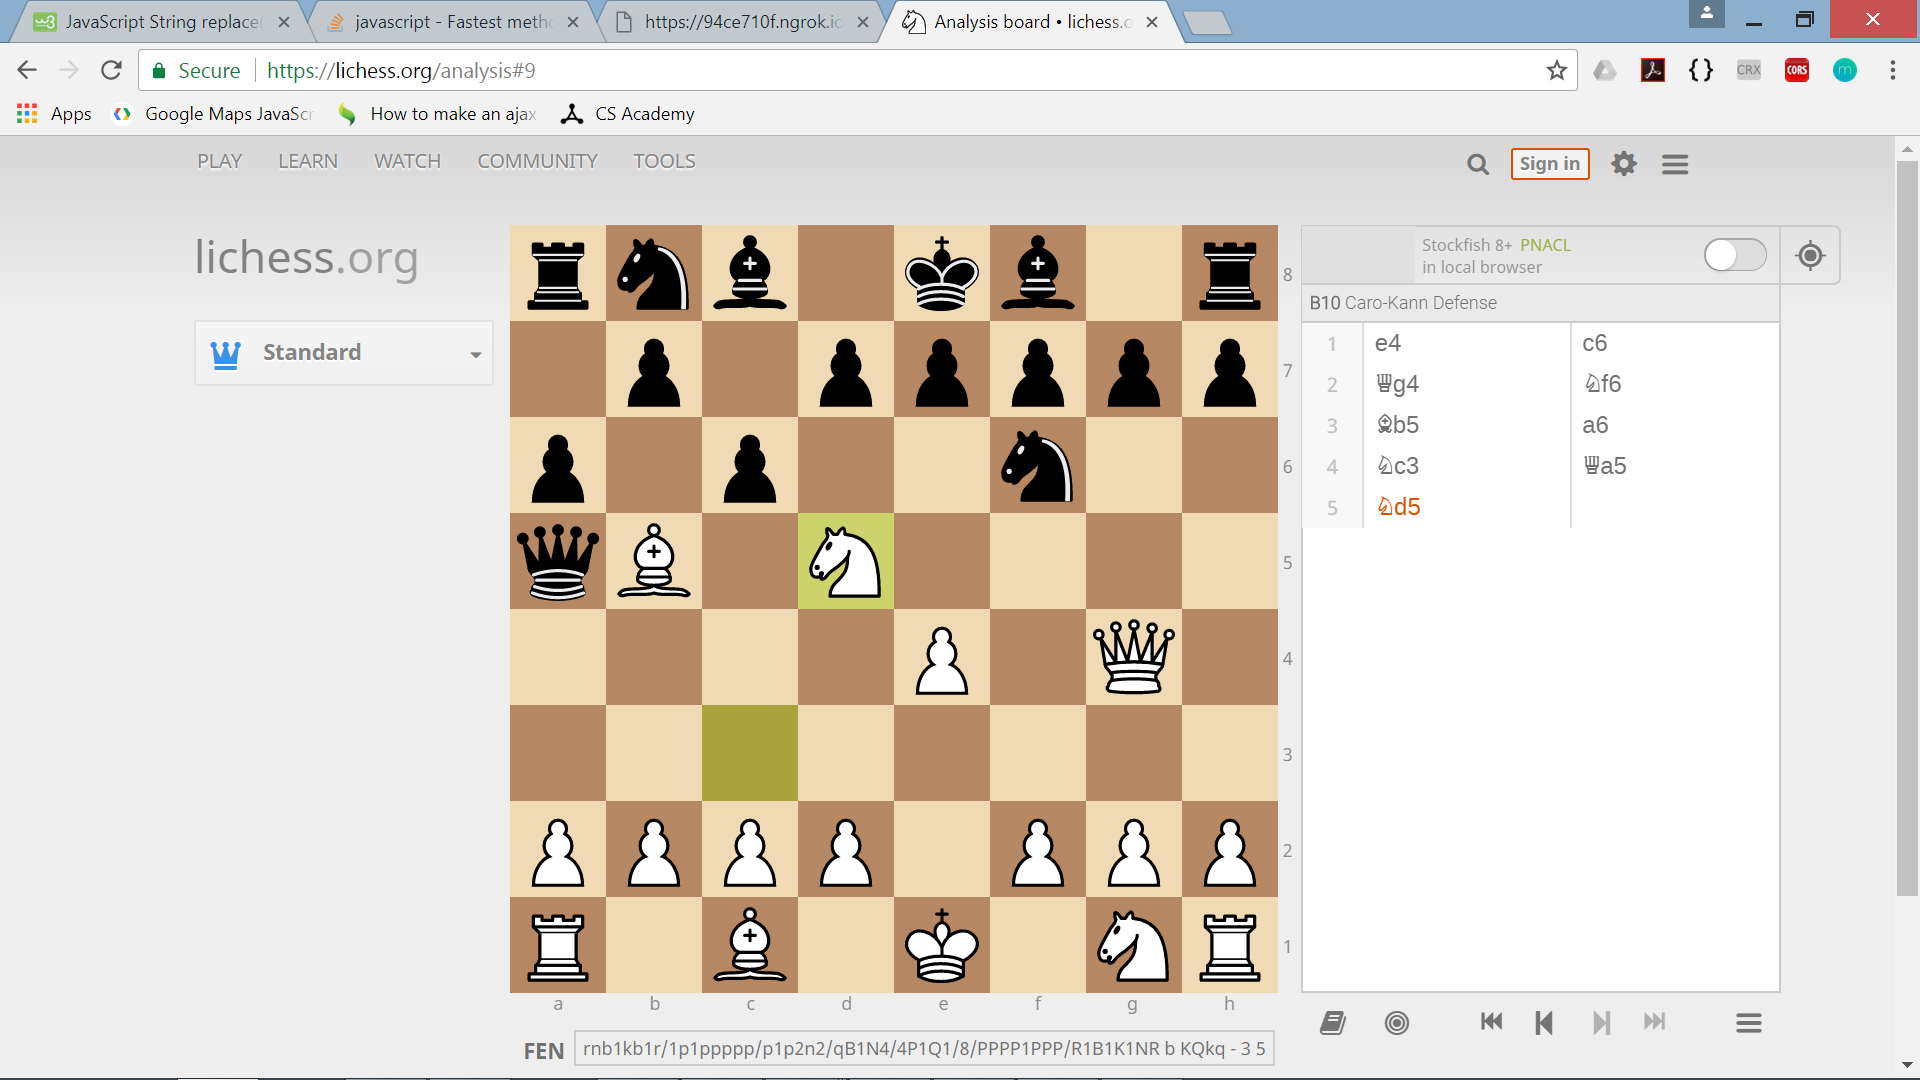 JavaScript String replace(
javascript - Fastest metho
https://94ce710f.ngrok.io
Analysis board • lichess.o
Secure
https://lichess.org/analysis#9
CRX
CORS
m
Apps
Google Maps JavaScr
How to make an ajax
CS Academy
PLAY
LEARN
WATCH
COMMUNITY
TOOLS
Sign in
lichess.org
Standard
8
7
6
5
4
3
2
1
a b c d e f g h
Stockfish 8+ PNACL
in local browser
B10 Caro-Kann Defense
1 e4 c6
2 ♕g4 ♘f6
3 ♗b5 a6
4 ♘c3 ♕a5
5 ♘d5
FEN rnb1kb1r/1p1ppppp/p1p2n2/qB1N4/4P1Q1/8/PPPP1PPP/R1B1K1NR b KQkq - 3 5